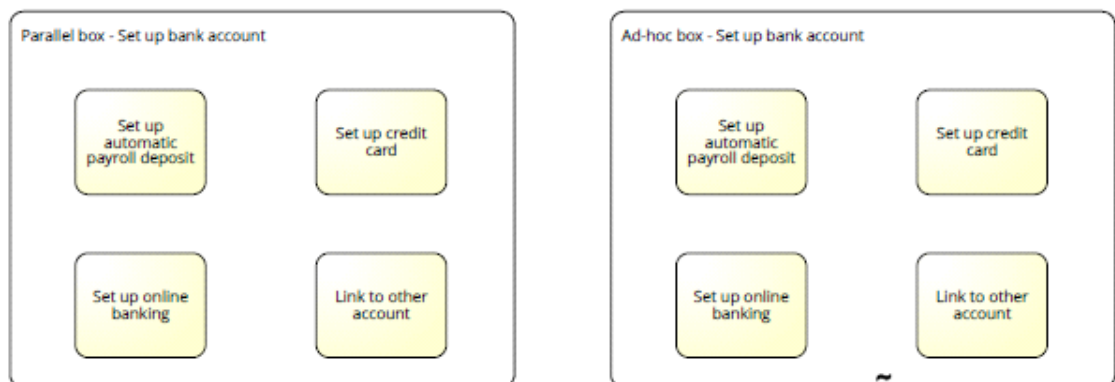 Parallel box - Set up bank account
Set up
automatic
payroll deposit
Set up credit
card
Set up online
banking
Link to other
account
Ad-hoc box - Set up bank account
Set up
automatic
payroll deposit
Set up credit
card
Set up online
banking
Link to other
account
~